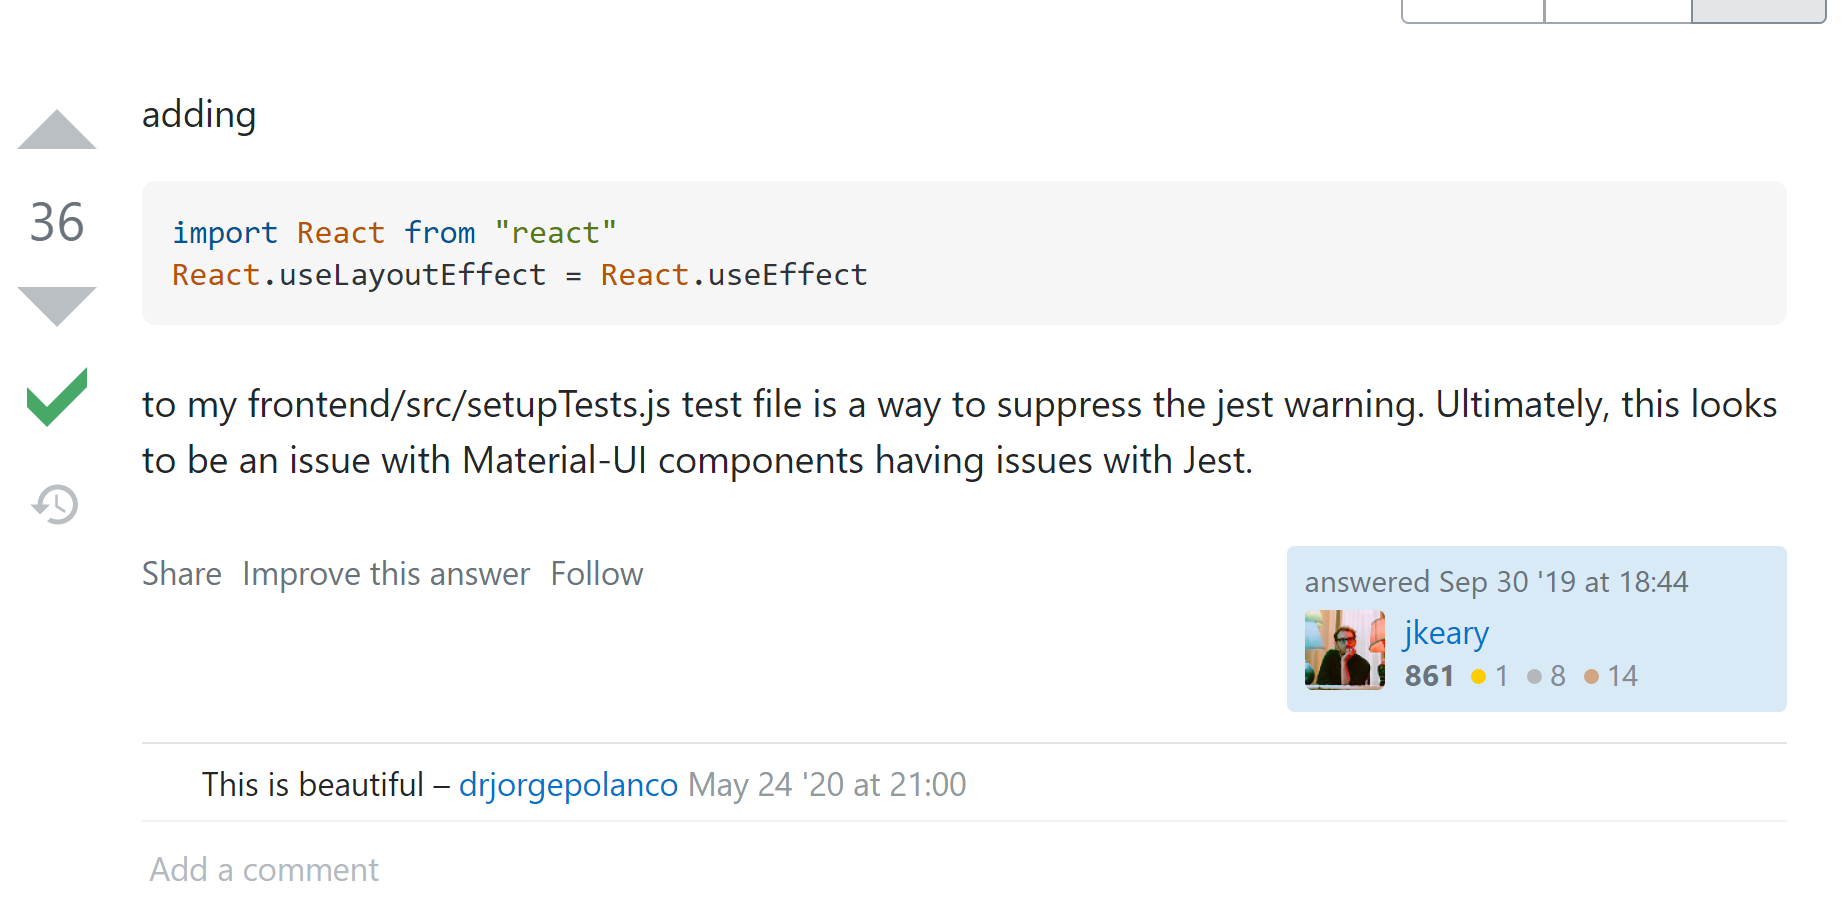 adding
36
import React from "react"
React.useLayoutEffect = React.useEffect
to my frontend/src/setupTests.js test file is a way to suppress the jest warning. Ultimately, this looks
to be an issue with Material-UI components having issues with Jest.
Share Improve this answer Follow
answered Sep 30 '19 at 18:44
jkeary
861 1 8 14
This is beautiful – drjorgepolanco May 24 '20 at 21:00
Add a comment